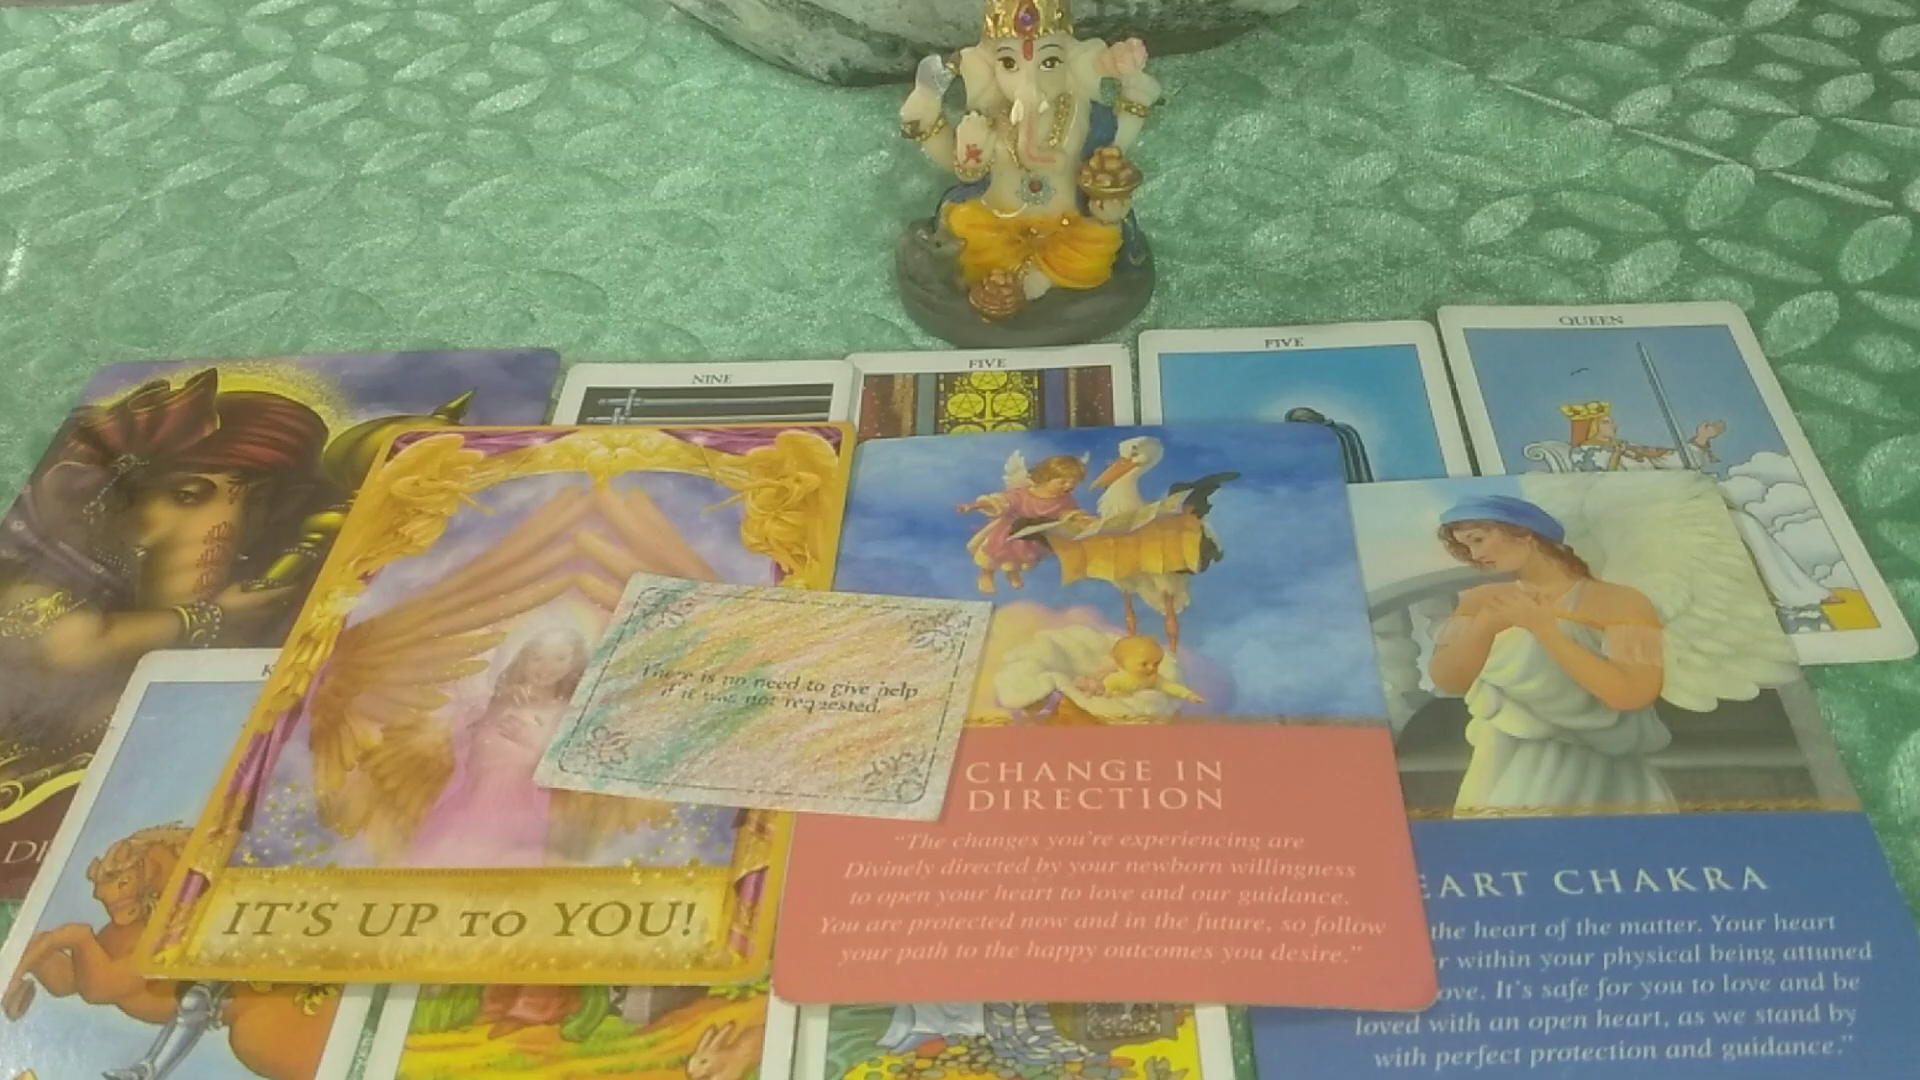 QUEEN
FIVE
FIVE
NINE
There is no need to give help
if it was not requested.
IT'S UP TO YOU!
CHANGE IN
DIRECTION
"The changes you're experiencing are
Divinely directed by your newborn willingness
to open your heart to love and our guidance.
You are protected now and in the future, so follow
your path to the happy outcomes you desire."
EART CHAKRA
the heart of the matter. Your heart
r within your physical being attuned
ove. It's safe for you to love and be
loved with an open heart, as we stand by
with perfect protection and guidance."